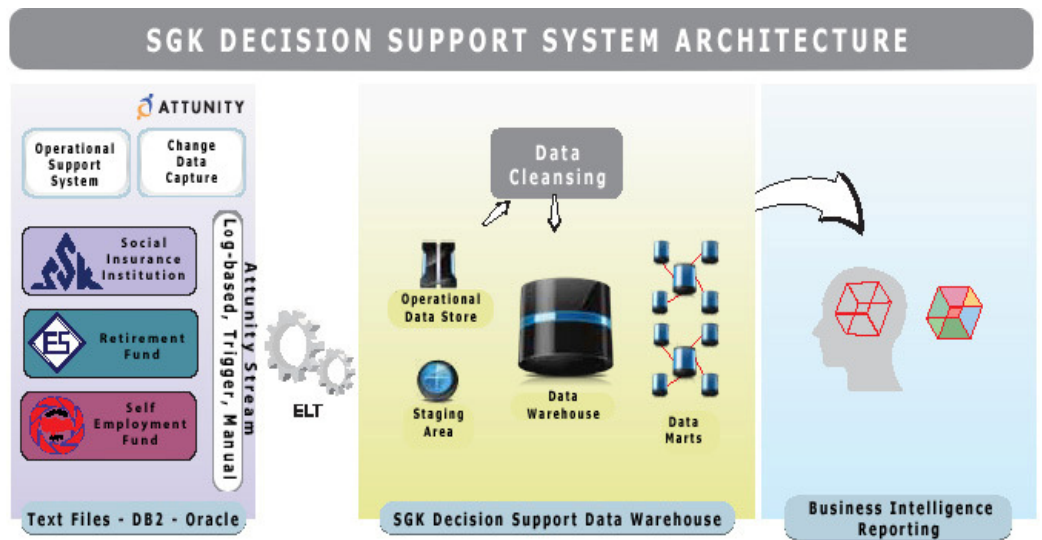 SGK DECISION SUPPORT SYSTEM ARCHITECTURE
ATTUNITY
Operational
Support
System
Change
Data
Capture
SSK
Social
Insurance
Institution
ES
Retirement
Fund
Self
Employment
Fund
Log-based, Trigger, Manual
Attunity Stream
Text Files - DB2 - Oracle
ELT
Data
Cleansing
Operational
Data Store
Staging
Area
Data
Warehouse
Data
Marts
SGK Decision Support Data Warehouse
Business Intelligence
Reporting